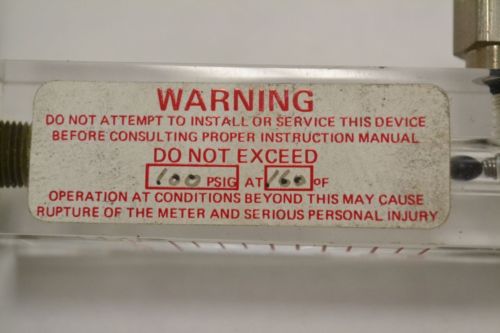 WARNING
DO NOT ATTEMPT TO INSTALL OR SERVICE THIS DEVICE
BEFORE CONSULTING PROPER INSTRUCTION MANUAL
DO NOT EXCEED
100 PSIG AT 160 OF
OPERATION AT CONDITIONS BEYOND THIS MAY CAUSE
RUPTURE OF THE METER AND SERIOUS PERSONAL INJURY